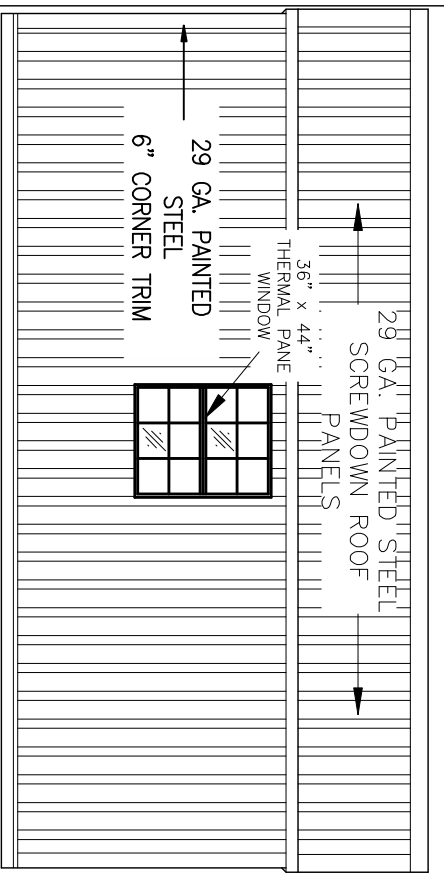 29 GA. PAINTED STEEL
SCREWDOWN ROOF
PANELS
36" x 44"
THERMAL PANE
WINDOW
29 GA. PAINTED
STEEL
6" CORNER TRIM